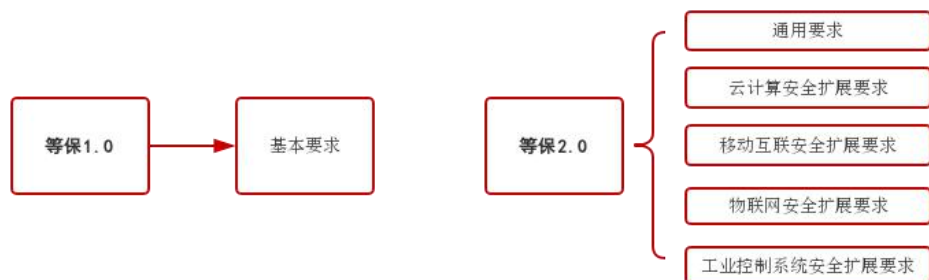 等保1.0
基本要求
等保2.0
通用要求
云计算安全扩展要求
移动互联安全扩展要求
物联网安全扩展要求
工业控制系统安全扩展要求